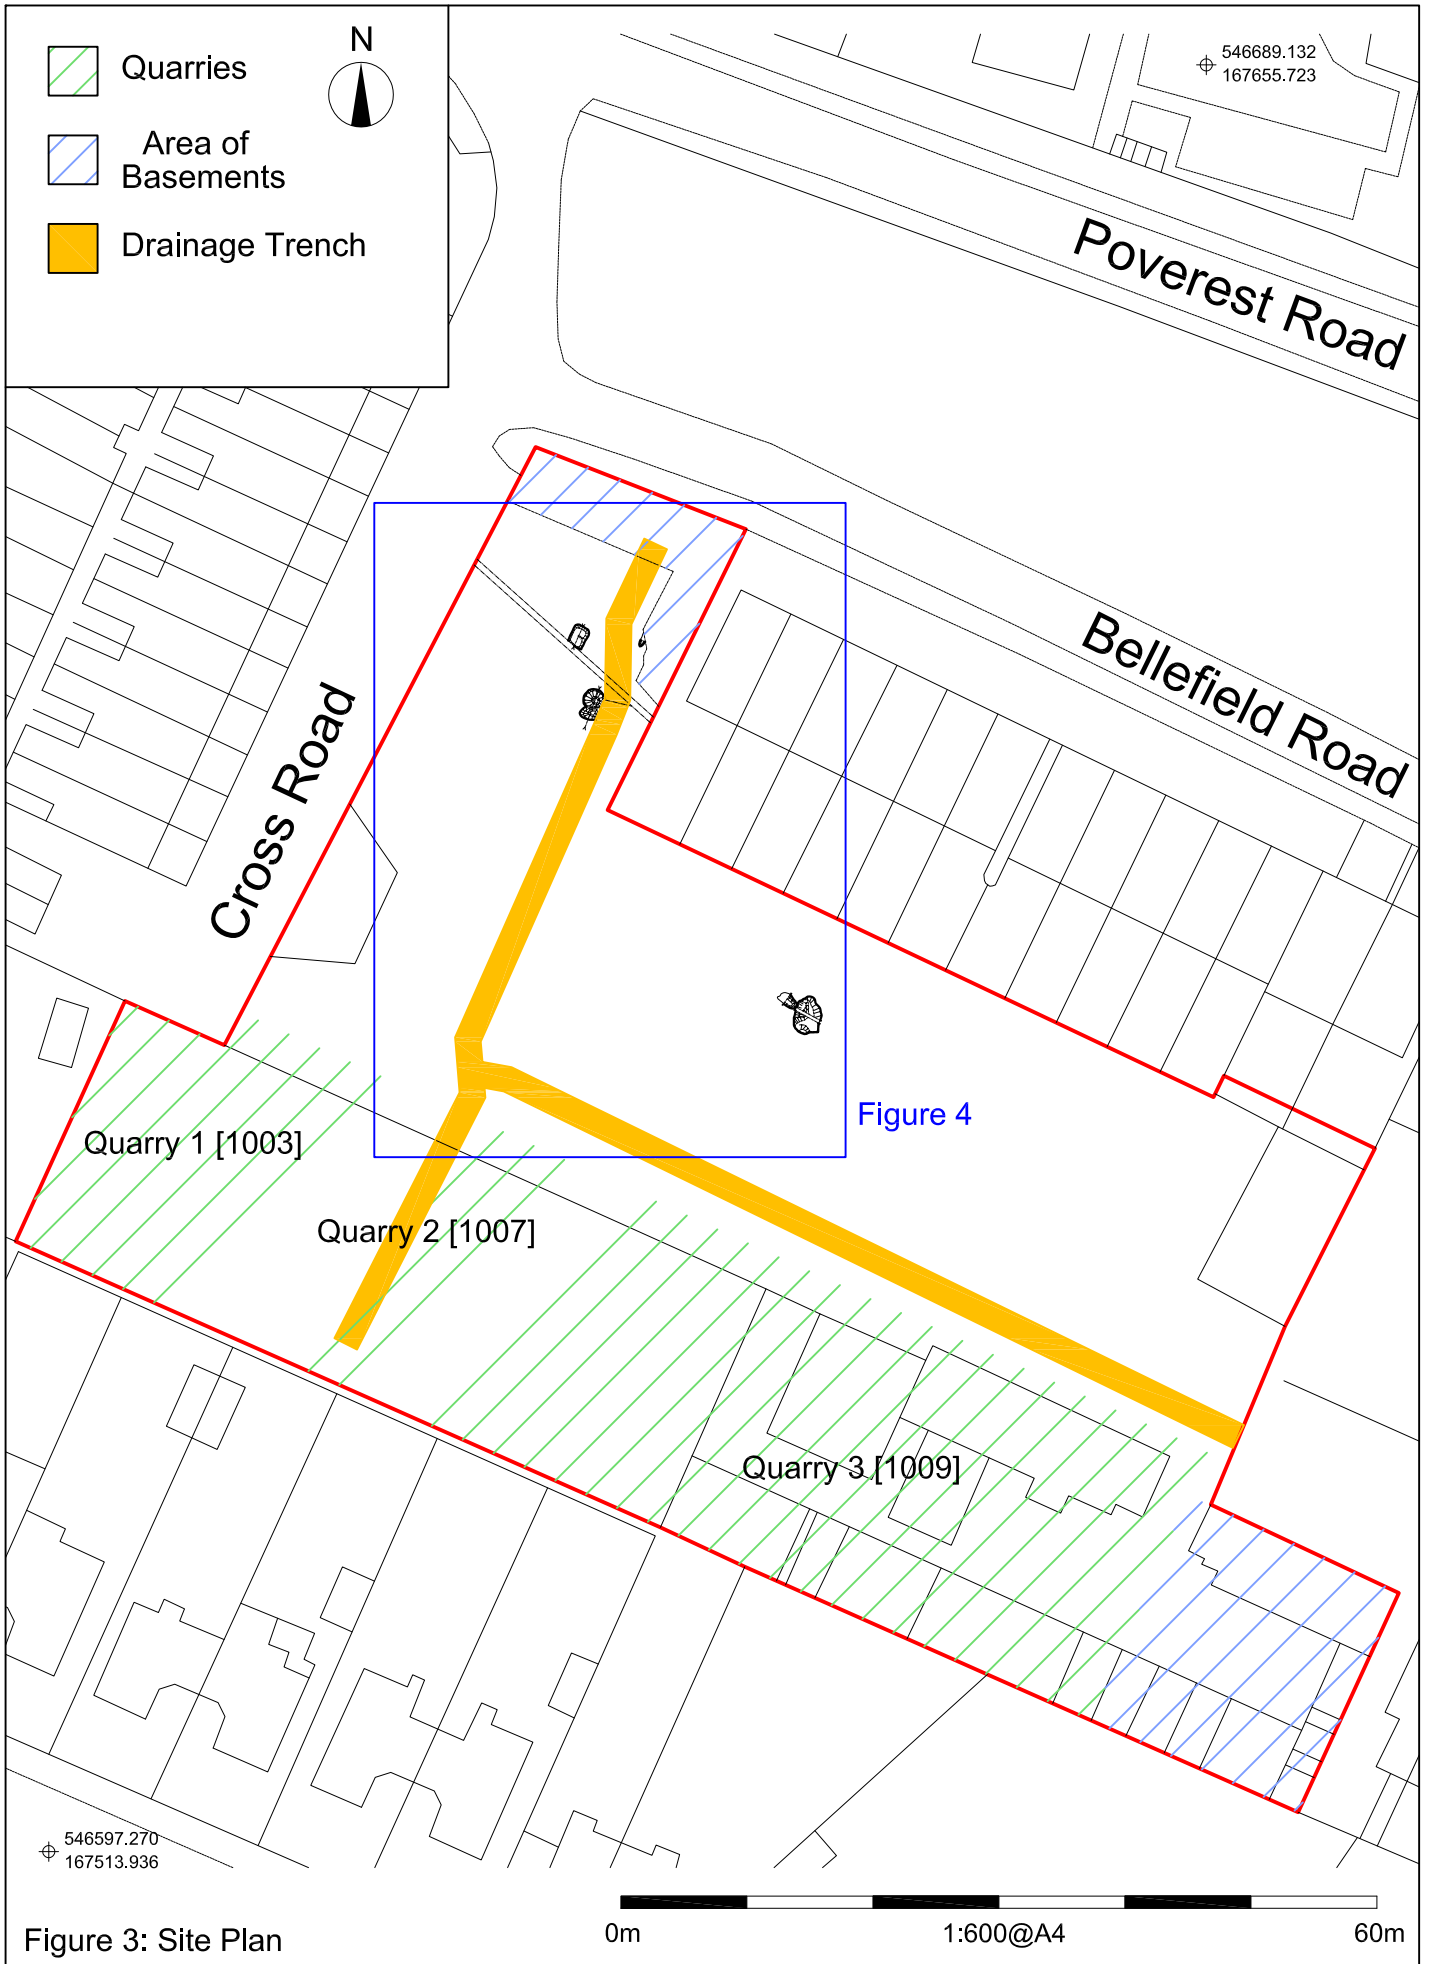 N
Quarries
Area of
Basements
Drainage Trench
546689.132
167655.723
Poverest Road
Bellefield Road
Cross Road
Figure 4
Quarry 1 [1003]
Quarry 2 [1007]
Quarry 3 [1009]
546597.270
167513.936
Figure 3: Site Plan
0m
1:600@A4
60m